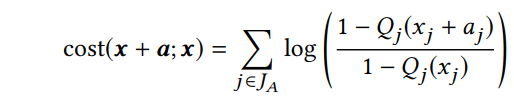 cost(x + a; x) = ∑_{j∈J_A} log( (1 − Q_j(x_j + a_j)) / (1 − Q_j(x_j)) )